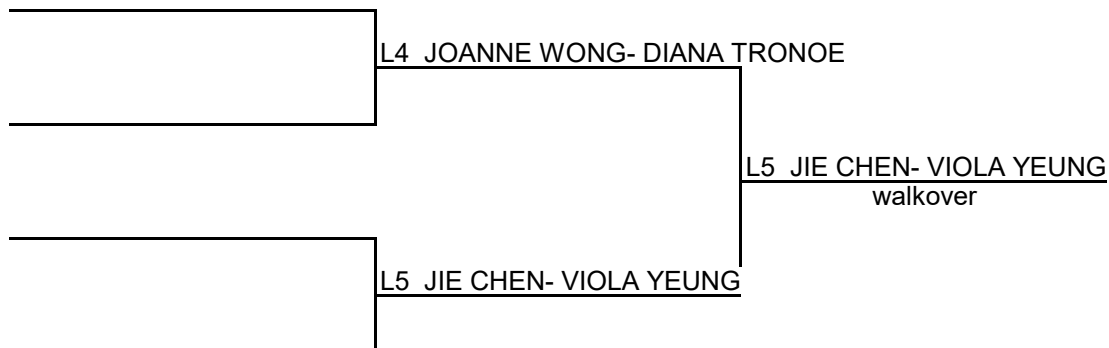 L4 JOANNE WONG- DIANA TRONOE
L5 JIE CHEN- VIOLA YEUNG
walkover
L5 JIE CHEN- VIOLA YEUNG